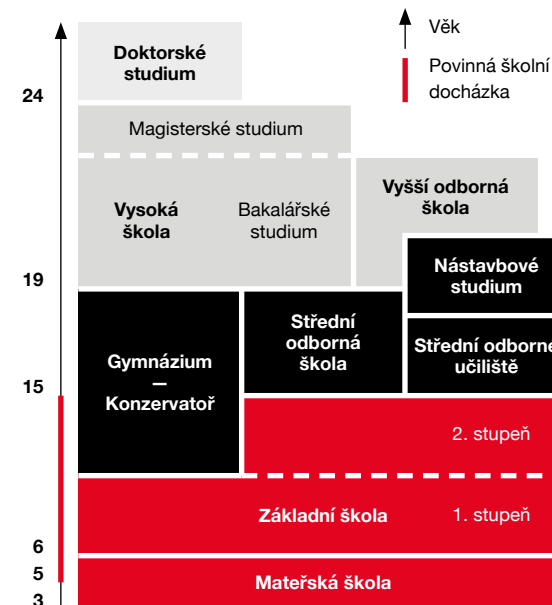 Věk
Povinná školní
docházka
24
19
15
6
5
3
Doktorské
studium
Magisterské studium
Vysoká
škola
Bakalářské
studium
Vyšší odborná
škola
Nástavbové
studium
Gymnázium
—
Konzervatoř
Střední
odborná
škola
Střední odborné
učiliště
2. stupeň
Základní škola
1. stupeň
Mateřská škola